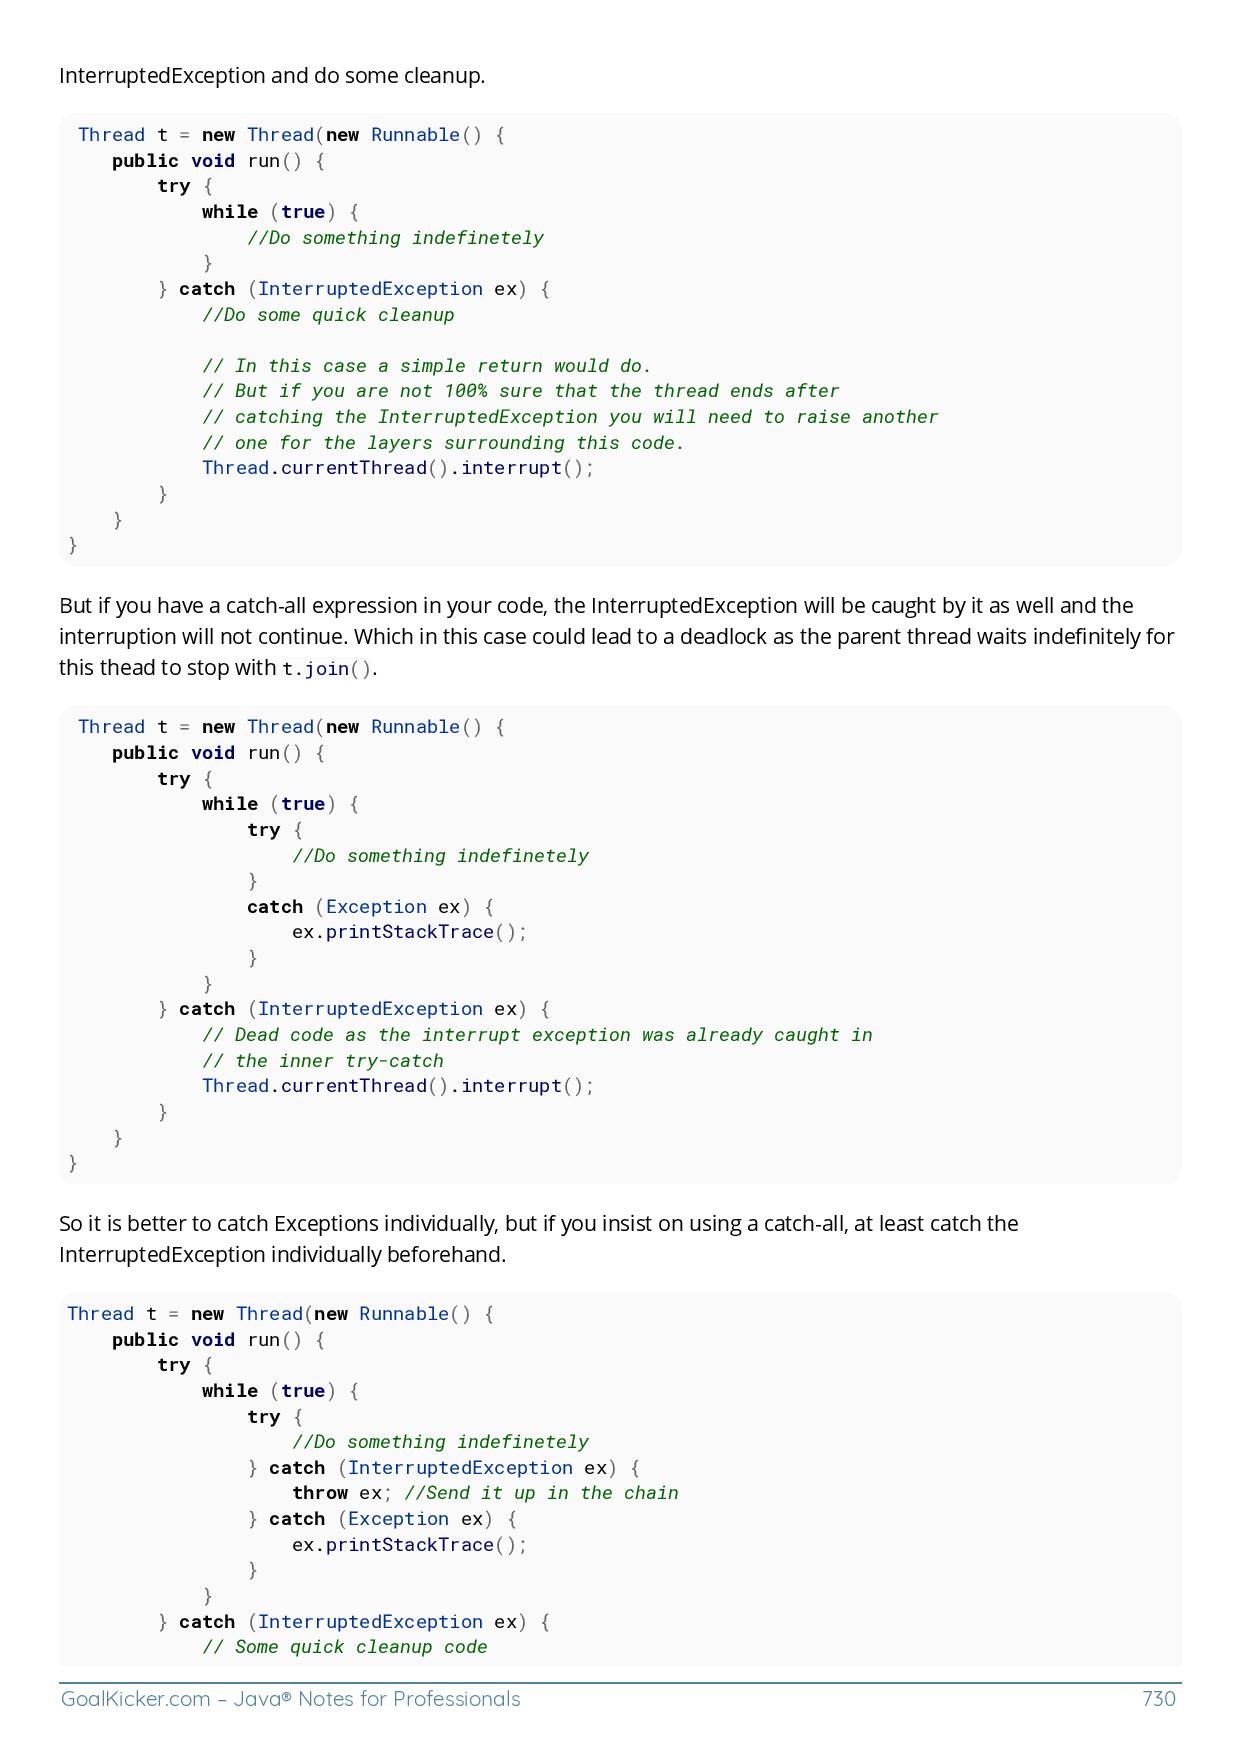 InterruptedException and do some cleanup.
Thread t = new Thread(new Runnable() {
    public void run() {
        try {
            while (true) {
                //Do something indefinetely
            }
        } catch (InterruptedException ex) {
            //Do some quick cleanup

            // In this case a simple return would do.
            // But if you are not 100% sure that the thread ends after
            // catching the InterruptedException you will need to raise another
            // one for the layers surrounding this code.
            Thread.currentThread().interrupt();
        }
    }
}
But if you have a catch-all expression in your code, the InterruptedException will be caught by it as well and the
interruption will not continue. Which in this case could lead to a deadlock as the parent thread waits indefinitely for
this thead to stop with t.join().
Thread t = new Thread(new Runnable() {
    public void run() {
        try {
            while (true) {
                try {
                    //Do something indefinetely
                }
                catch (Exception ex) {
                    ex.printStackTrace();
                }
            }
        } catch (InterruptedException ex) {
            // Dead code as the interrupt exception was already caught in
            // the inner try-catch
            Thread.currentThread().interrupt();
        }
    }
}
So it is better to catch Exceptions individually, but if you insist on using a catch-all, at least catch the
InterruptedException individually beforehand.
Thread t = new Thread(new Runnable() {
    public void run() {
        try {
            while (true) {
                try {
                    //Do something indefinetely
                } catch (InterruptedException ex) {
                    throw ex; //Send it up in the chain
                } catch (Exception ex) {
                    ex.printStackTrace();
                }
            }
        } catch (InterruptedException ex) {
            // Some quick cleanup code
GoalKicker.com – Java® Notes for Professionals 730